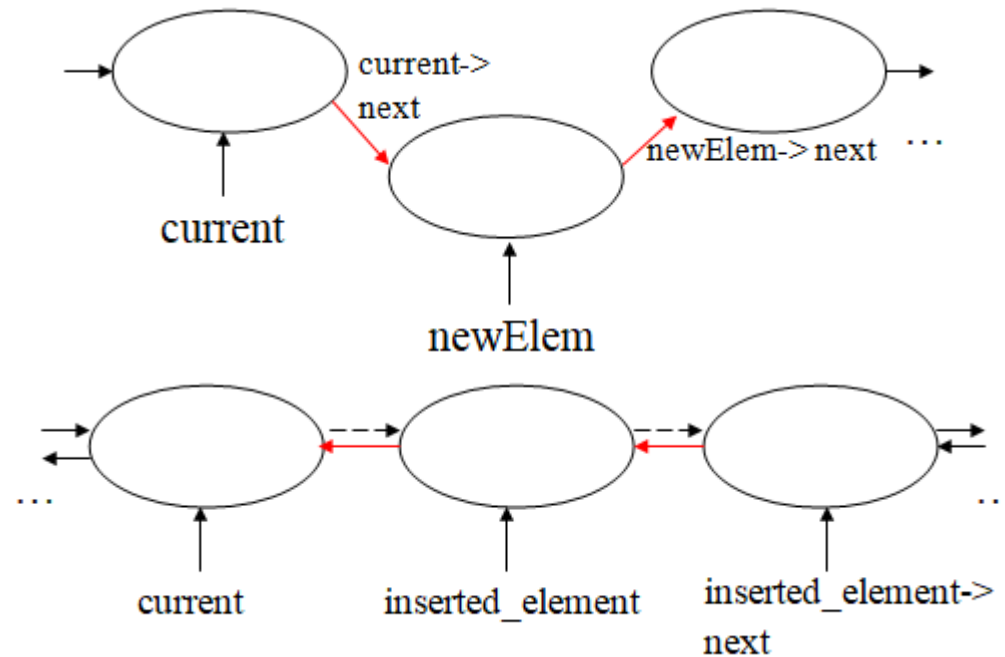 current->
next
newElem-> next
...
current
newElem
...
..
current
inserted_element
inserted_element->
next